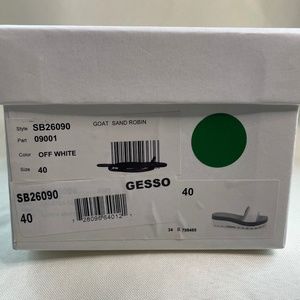 Style SB26090 GOAT SAND ROBIN
Part 09001
Color OFF WHITE
Size 40
SB26090 GESSO 40
40